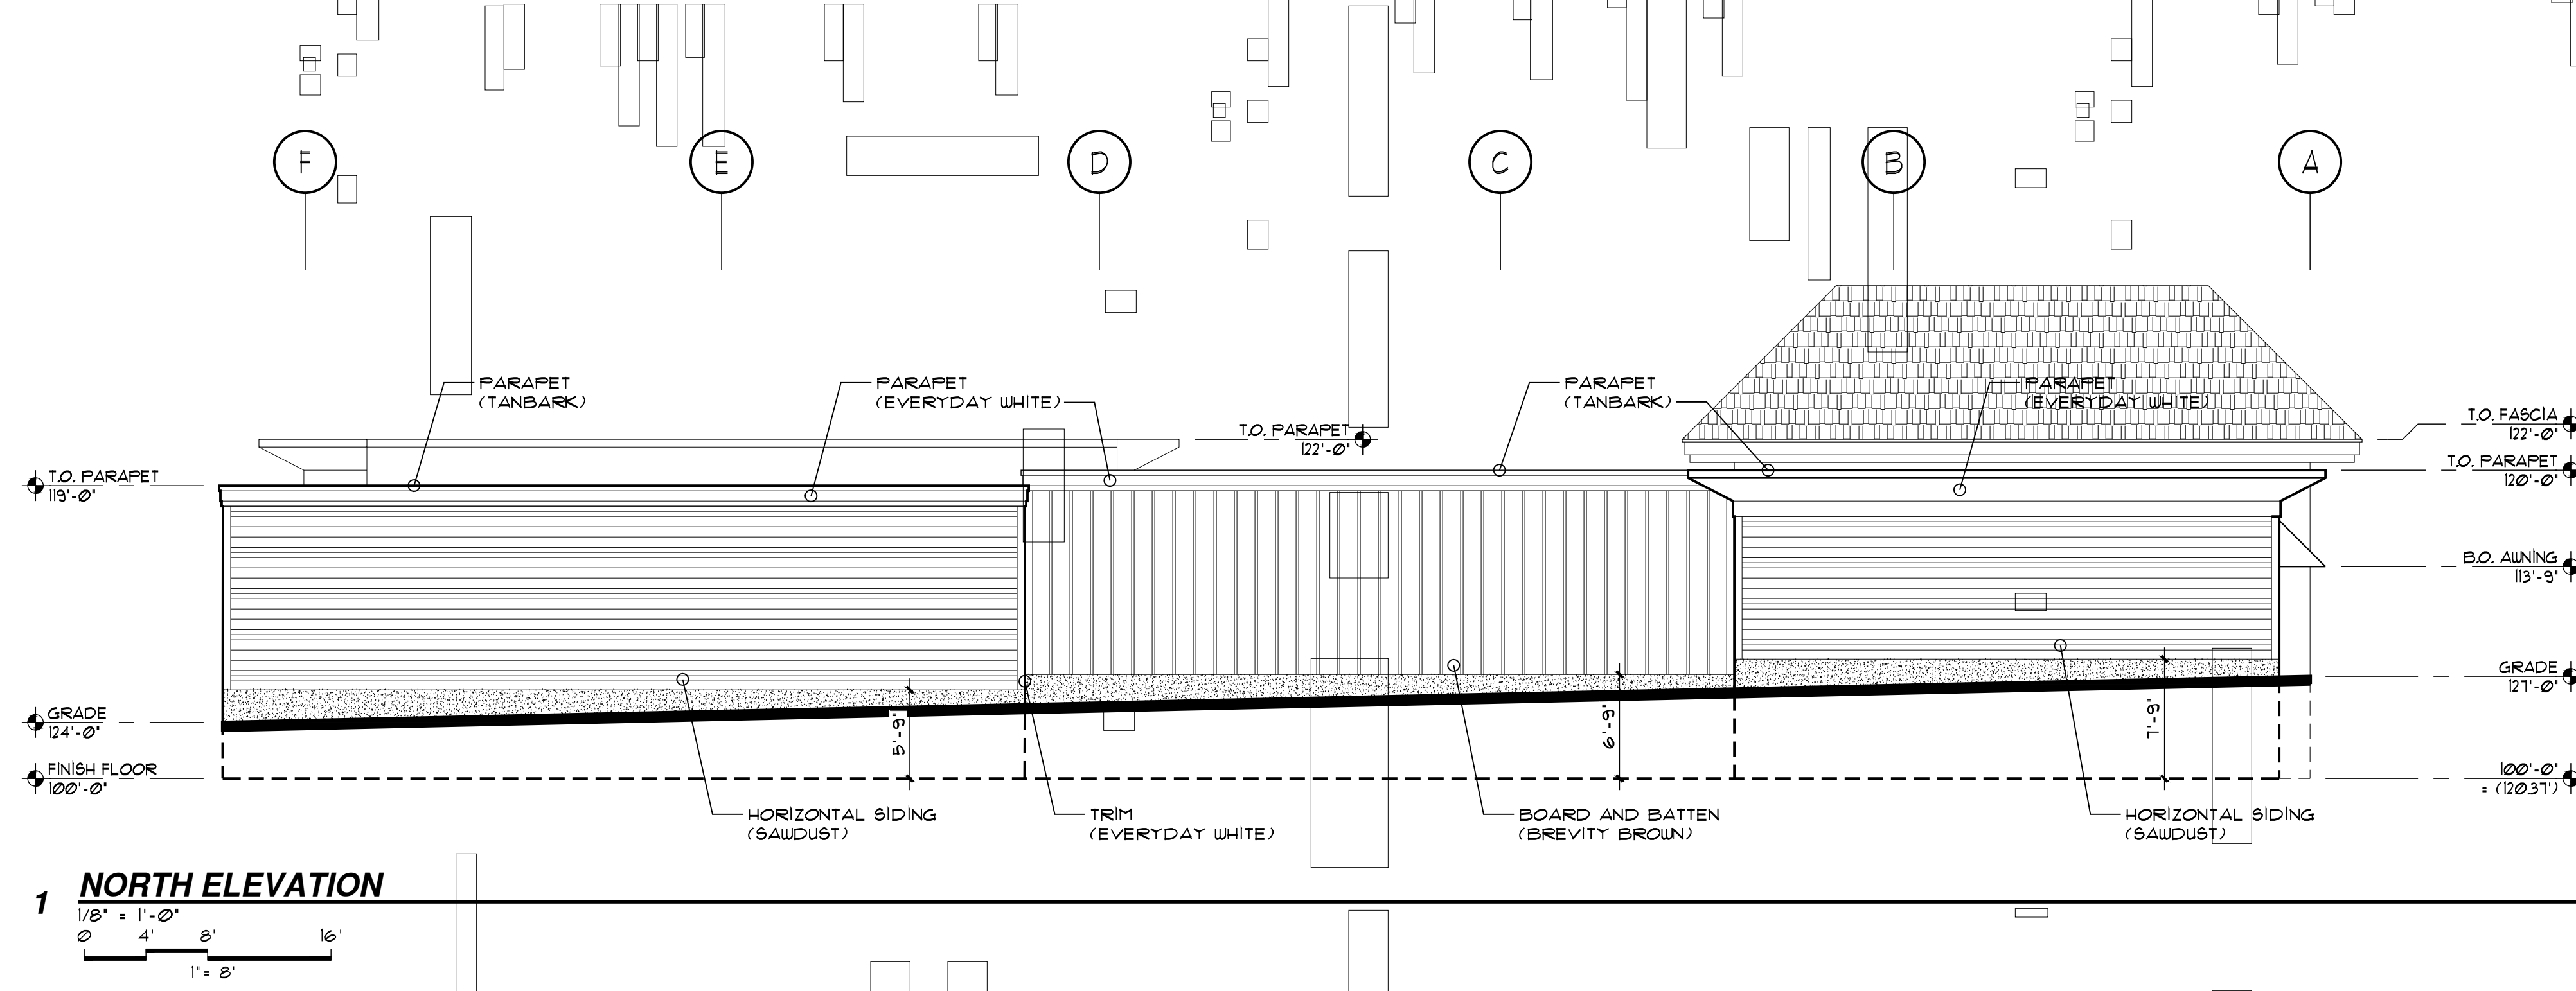 F E D C B A
PARAPET
(TANBARK)
PARAPET
(EVERYDAY WHITE)
PARAPET
(TANBARK)
PARAPET
(EVERYDAY WHITE)
T.O. PARAPET
122'-0"
T.O. FASCIA
122'-0"
T.O. PARAPET
119'-0"
T.O. PARAPET
120'-0"
B.O. AWNING
113'-9"
GRADE
127'-0"
GRADE
124'-0"
5'-9"
6'-9"
7'-9"
FINISH FLOOR
100'-0"
100'-0"
= (120.37')
HORIZONTAL SIDING
(SAWDUST)
TRIM
(EVERYDAY WHITE)
BOARD AND BATTEN
(BREVITY BROWN)
HORIZONTAL SIDING
(SAWDUST)
1 NORTH ELEVATION
1/8" = 1'-0"
0 4' 8' 16'
1"= 8'